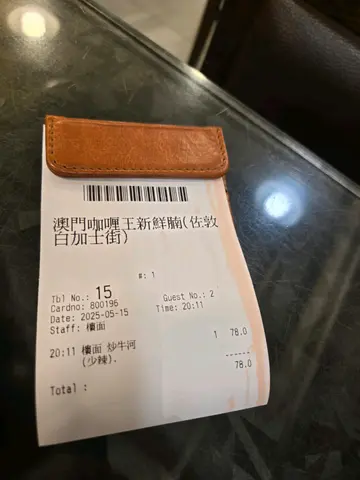 澳門咖喱王新鮮腩(佐敦
白加士街)
#: 1
Tbl No.: 15 Guest No.: 2
Cardno: 800196 Time: 20:11
Date: 2025-05-15
Staff: 樓面
20:11 樓面 炒牛河 1 78.0
(少辣).
------
78.0
Total :